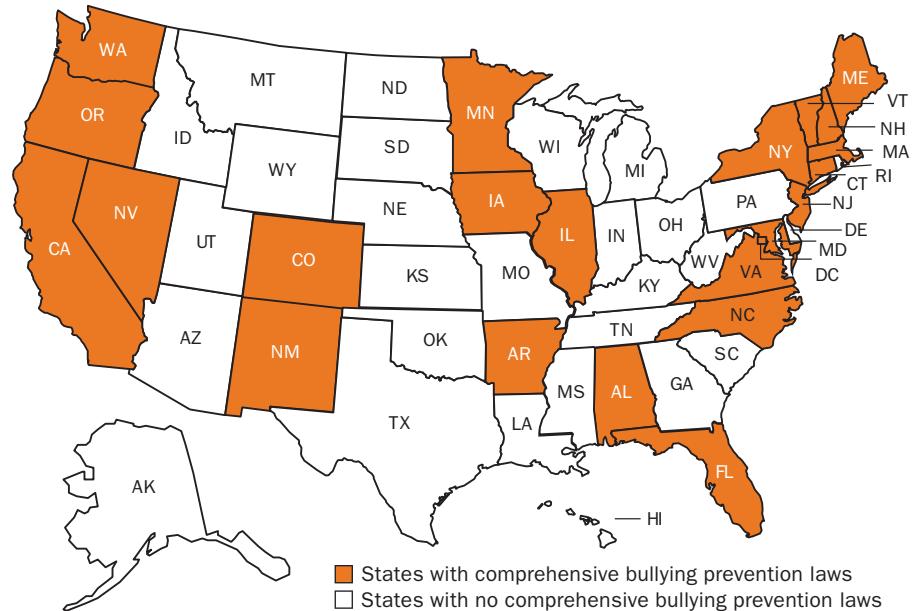 WA
MT
ND
MN
ME
VT
NH
MA
RI
CT
NY
OR
ID
SD
WI
MI
WY
NV
NE
IA
PA
NJ
CA
UT
CO
IL
IN
OH
DE
MD
DC
WV
VA
KS
MO
KY
NC
AZ
NM
OK
AR
TN
SC
MS
AL
GA
TX
LA
FL
AK
HI
States with comprehensive bullying prevention laws
States with no comprehensive bullying prevention laws